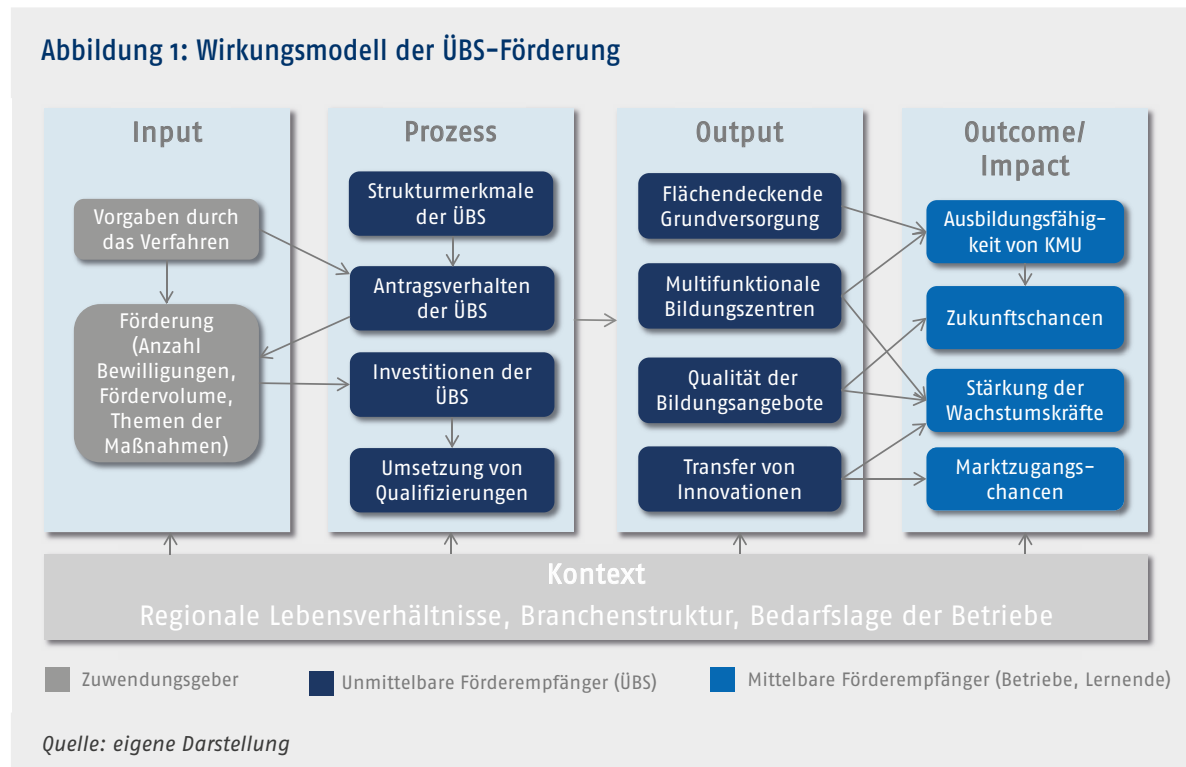 Abbildung 1: Wirkungsmodell der ÜBS-Förderung
Input
Vorgaben durch
das Verfahren
Förderung
(Anzahl
Bewilligungen,
Fördervolume,
Themen der
Maßnahmen)
Prozess
Strukturmerkmale
der ÜBS
Antragsverhalten
der ÜBS
Investitionen der
ÜBS
Umsetzung von
Qualifizierungen
Output
Flächendeckende
Grundversorgung
Multifunktionale
Bildungszentren
Qualität der
Bildungsangebote
Transfer von
Innovationen
Outcome/
Impact
Ausbildungsfähig-
keit von KMU
Zukunftschancen
Stärkung der
Wachstumskräfte
Marktzugangs-
chancen
Kontext
Regionale Lebensverhältnisse, Branchenstruktur, Bedarfslage der Betriebe
Zuwendungsgeber
Unmittelbare Förderempfänger (ÜBS)
Mittelbare Förderempfänger (Betriebe, Lernende)
Quelle: eigene Darstellung